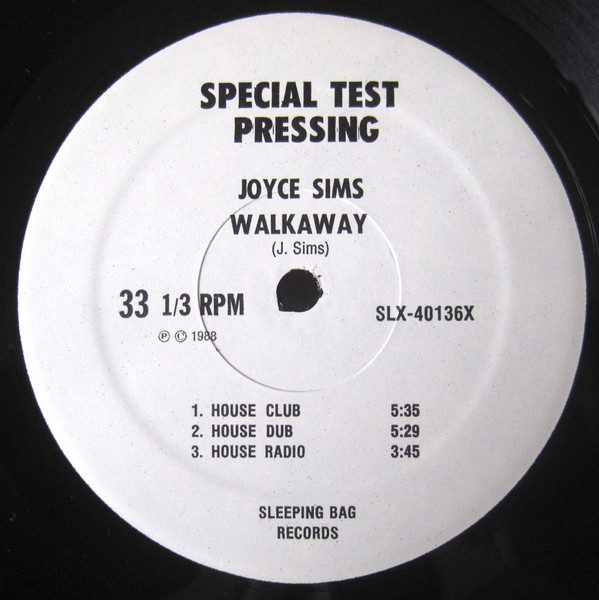 SPECIAL TEST
PRESSING
JOYCE SIMS
WALKAWAY
(J. Sims)
33 1/3 RPM SLX-40136X
℗ © 1988
1. HOUSE CLUB 5:35
2. HOUSE DUB 5:29
3. HOUSE RADIO 3:45
SLEEPING BAG
RECORDS